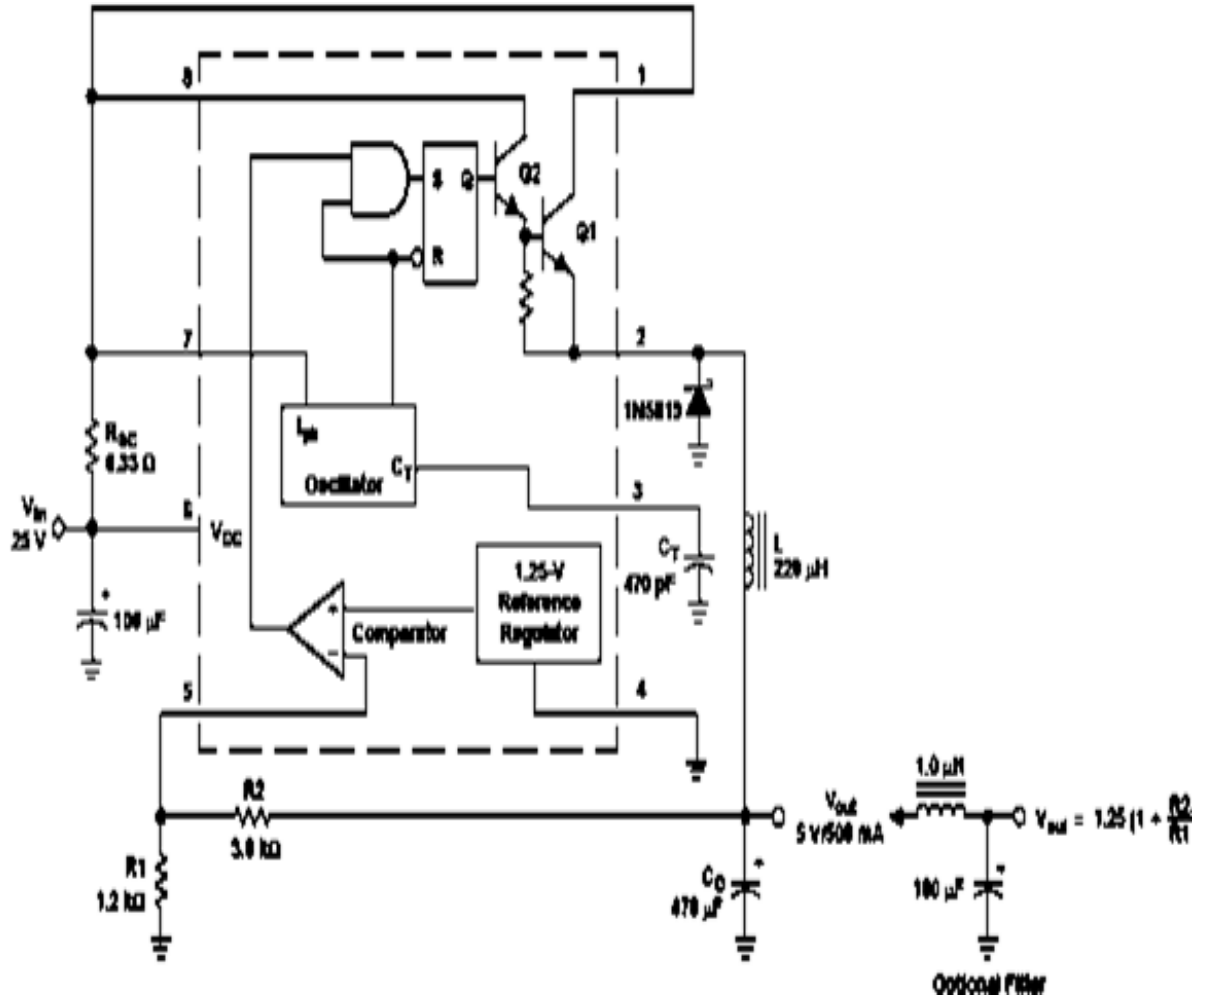 8
1
S Q
Q2
Q1
R
7
2
1N5819
Ipk
Oscillator
CT
RSC
0.33 Ω
3
Vin
25 V
6
VCC
CT
470 pF
L
220 μH
1.25-V
Reference
Regulator
+
100 μF
+
−
Comparator
5
4
R2
3.6 kΩ
1.0 μH
Vout
5 V/500 mA
Vout = 1.25 (1 + R2
R1
R1
1.2 kΩ
CO
470 μF
+
100 μF
+
Optional Filter